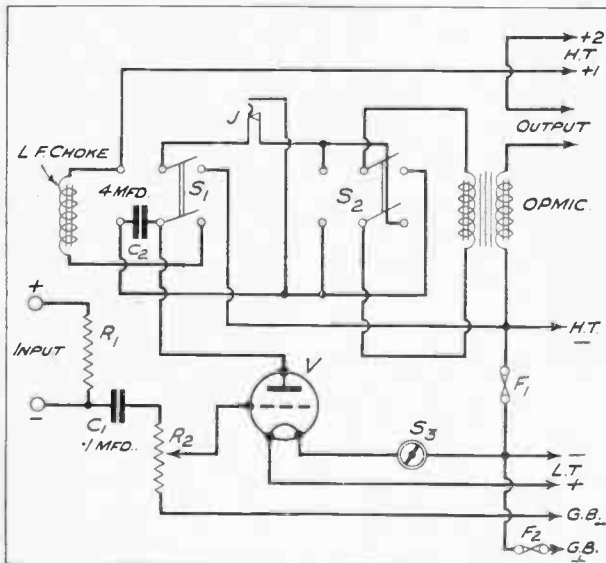 +2
H.T
+1
J
OUTPUT
L.F. CHOKE
4 MFD.
S1
S2
C2
OPMIC.
+
R1
H.T.
-
INPUT
V
F1
-
C1
.1 MFD.
R2
S3
-
L.T
+
G.B.
-
F2
G.B.
+